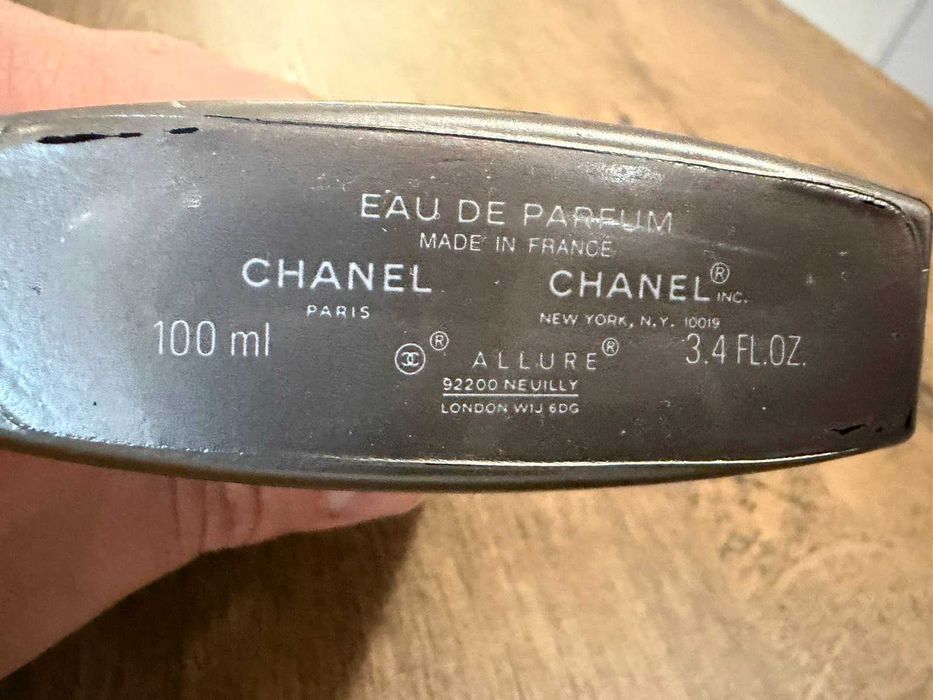 EAU DE PARFUM
MADE IN FRANCE
CHANEL
PARIS
CHANEL® INC.
NEW YORK, N.Y. 10019
100 ml
® ALLURE®
3.4 FL.OZ.
92200 NEUILLY
LONDON W1J 6DG